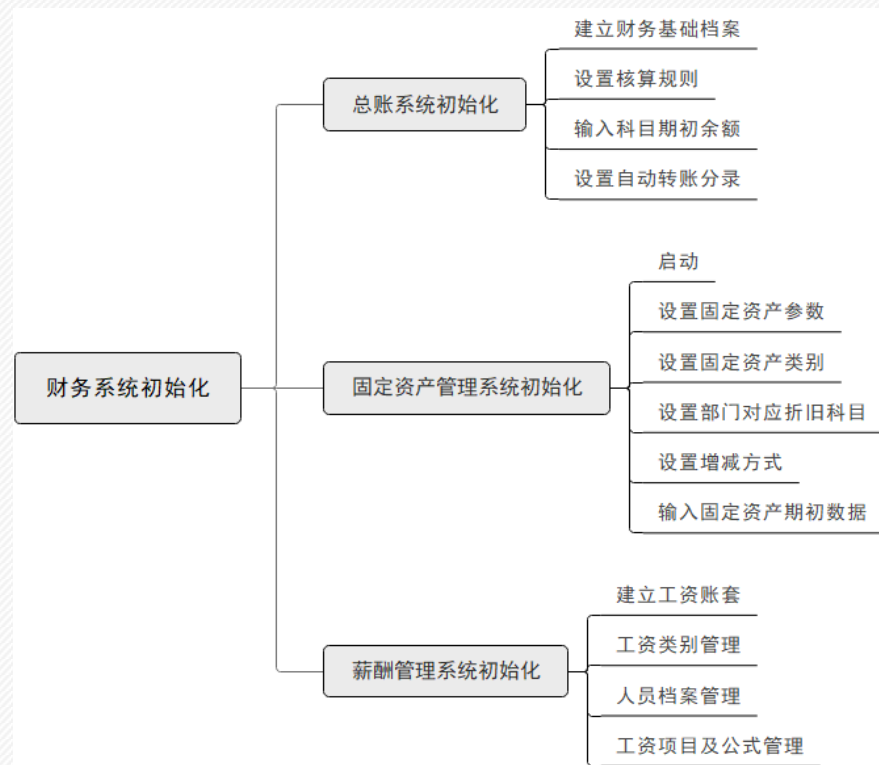 财务系统初始化
总账系统初始化
建立财务基础档案
设置核算规则
输入科目期初余额
设置自动转账分录
固定资产管理系统初始化
启动
设置固定资产参数
设置固定资产类别
设置部门对应折旧科目
设置增减方式
输入固定资产期初数据
薪酬管理系统初始化
建立工资账套
工资类别管理
人员档案管理
工资项目及公式管理